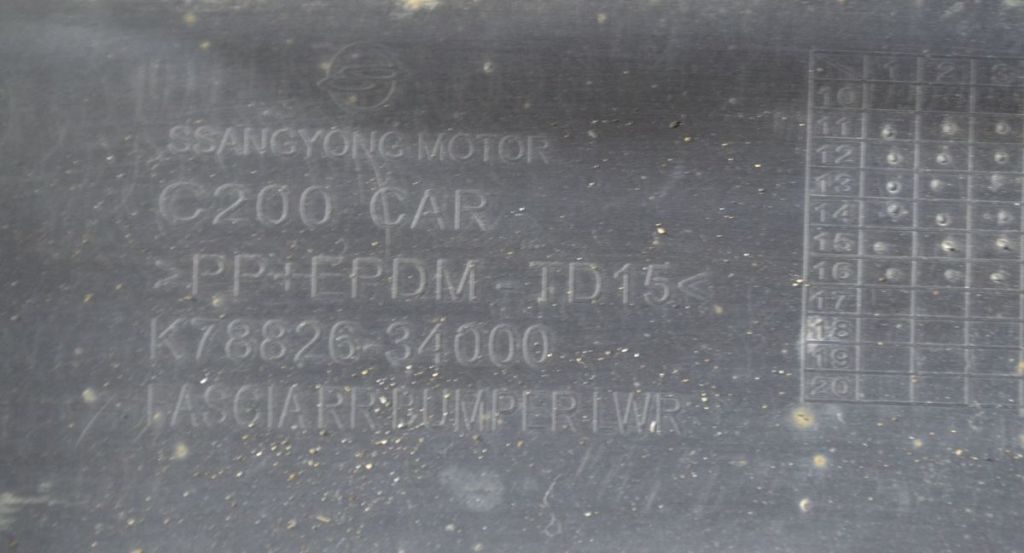 SSANGYONG MOTOR
C200 CAR
>PP+EPDM-TD15<
K78826-34000
FASCIA RR BUMPER LWR
1 2 3
10
11
12
13
14
15
16
17
18
19
20